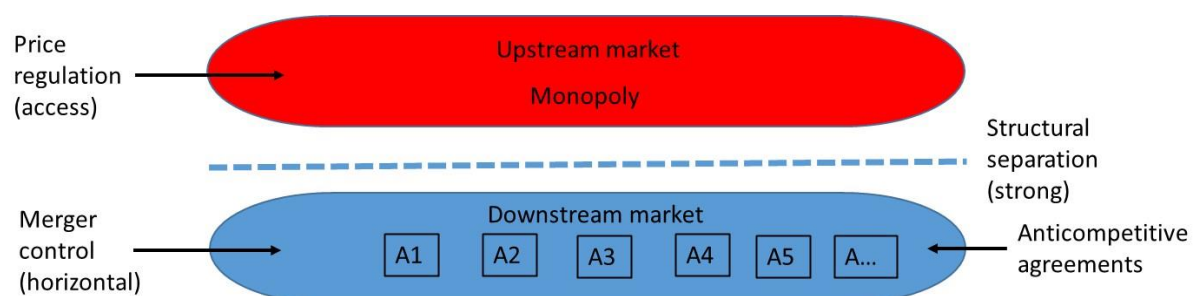 Price
regulation
(access)
Upstream market
Monopoly
Structural
separation
(strong)
Merger
control
(horizontal)
Downstream market
A1 A2 A3 A4 A5 A...
Anticompetitive
agreements